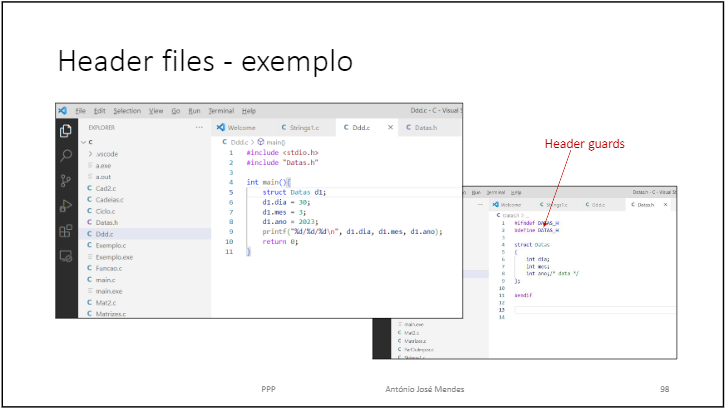 Header files - exemplo
File Edit Selection View Go Run Terminal Help Ddd.c - C - Visual S
EXPLORER ...
C
.vscode
a.exe
a.out
Cad2.c
Cadeias.c
Ciclo.c
Datas.h
Ddd.c
Exemplo.c
Exemplo.exe
Funcao.c
main.c
main.exe
Mat2.c
Matrizes.c
Welcome Strings1.c Ddd.c Datas.h
Ddd.c > main()
1 #include <stdio.h>
2 #include "Datas.h"
3
4 int main(){
5 struct Datas d1;
6 d1.dia = 30;
7 d1.mes = 3;
8 d1.ano = 2023;
9 printf("%d/%d/%d\n", d1.dia, d1.mes, d1.ano);
10 return 0;
11 }
Header guards
Run Terminal Help Datas.h - C - Visual S
Welcome Strings1.c Ddd.c Datas.h
Datas.h > ...
1 #ifndef DATAS_H
2 #define DATAS_H
3
4 struct Datas
5 {
6 int dia;
7 int mes;
8 int ano;/* data */
9 };
10
11 #endif
12
13
14
main.exe
Mat2.c
Matrizes.c
Strings1.c
PPP António José Mendes 98